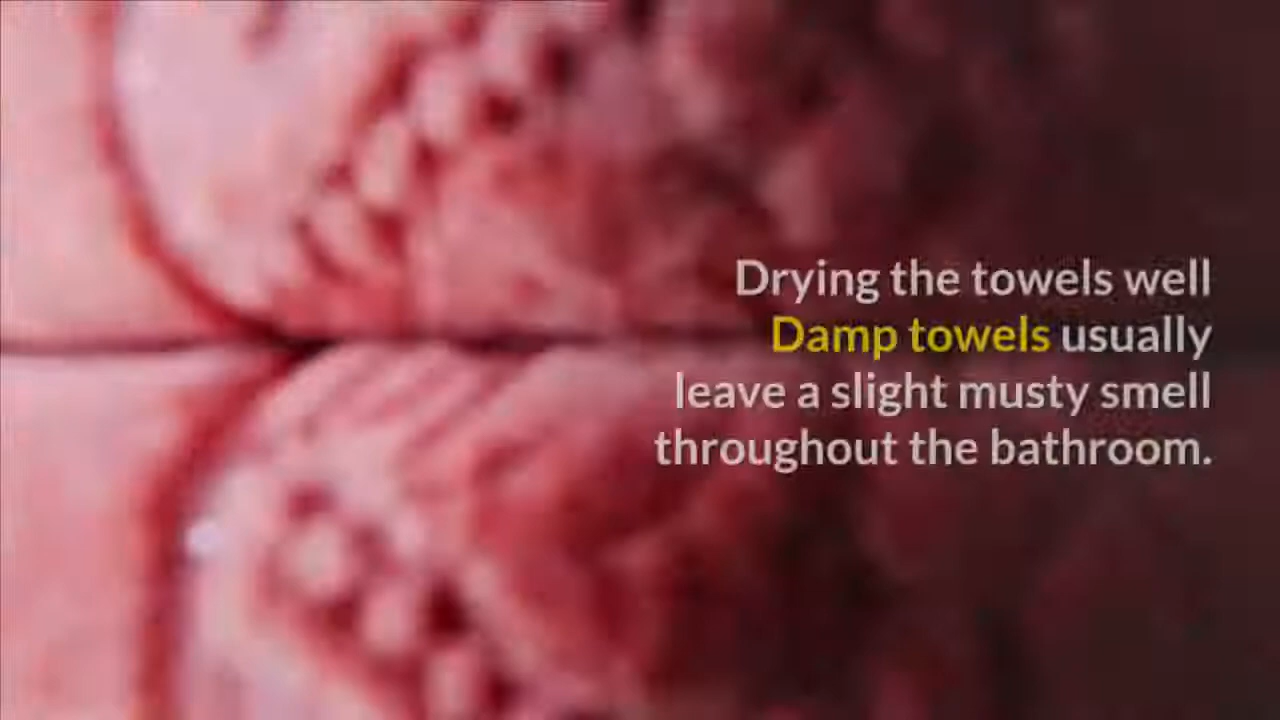 Drying the towels well
Damp towels usually
leave a slight musty smell
throughout the bathroom.